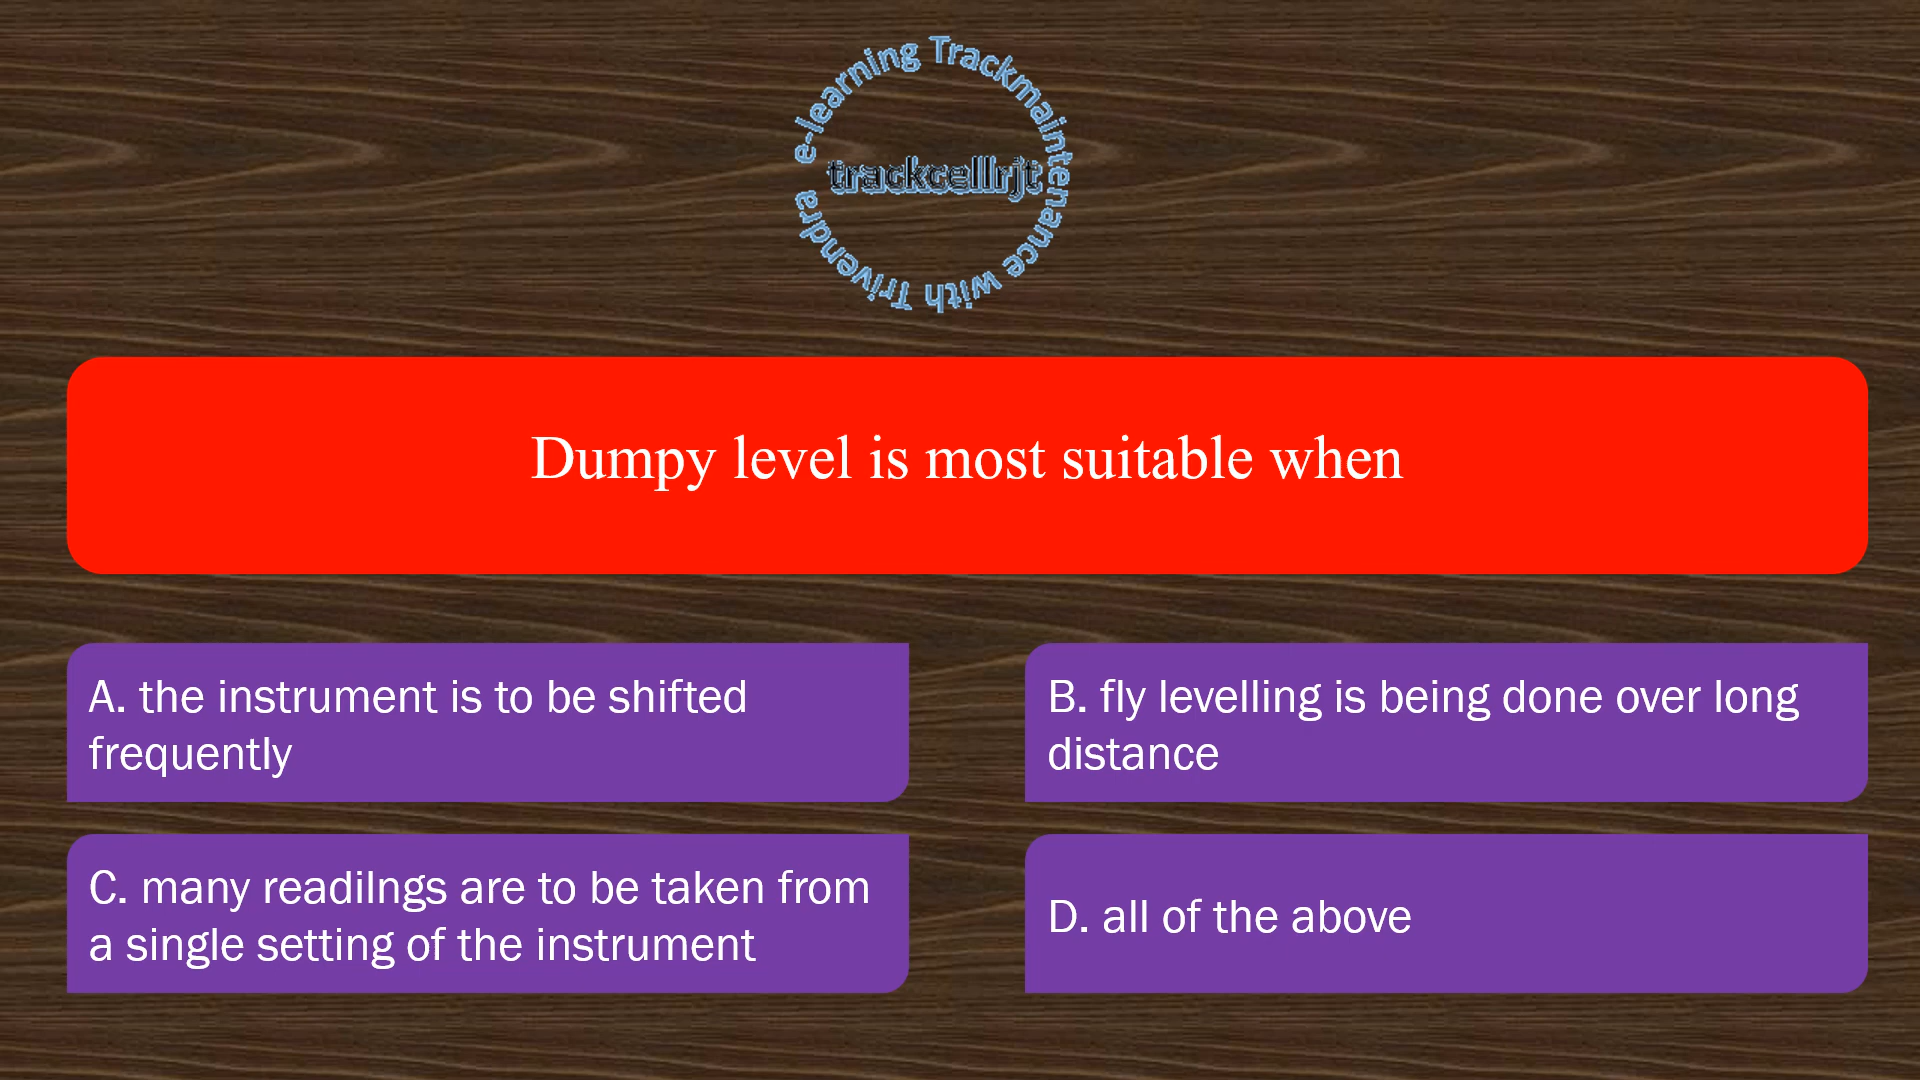 e-learning Trackmaintenance with Trivendra
trackcellrjt
Dumpy level is most suitable when
A. the instrument is to be shifted
frequently
B. fly levelling is being done over long
distance
C. many readilngs are to be taken from
a single setting of the instrument
D. all of the above